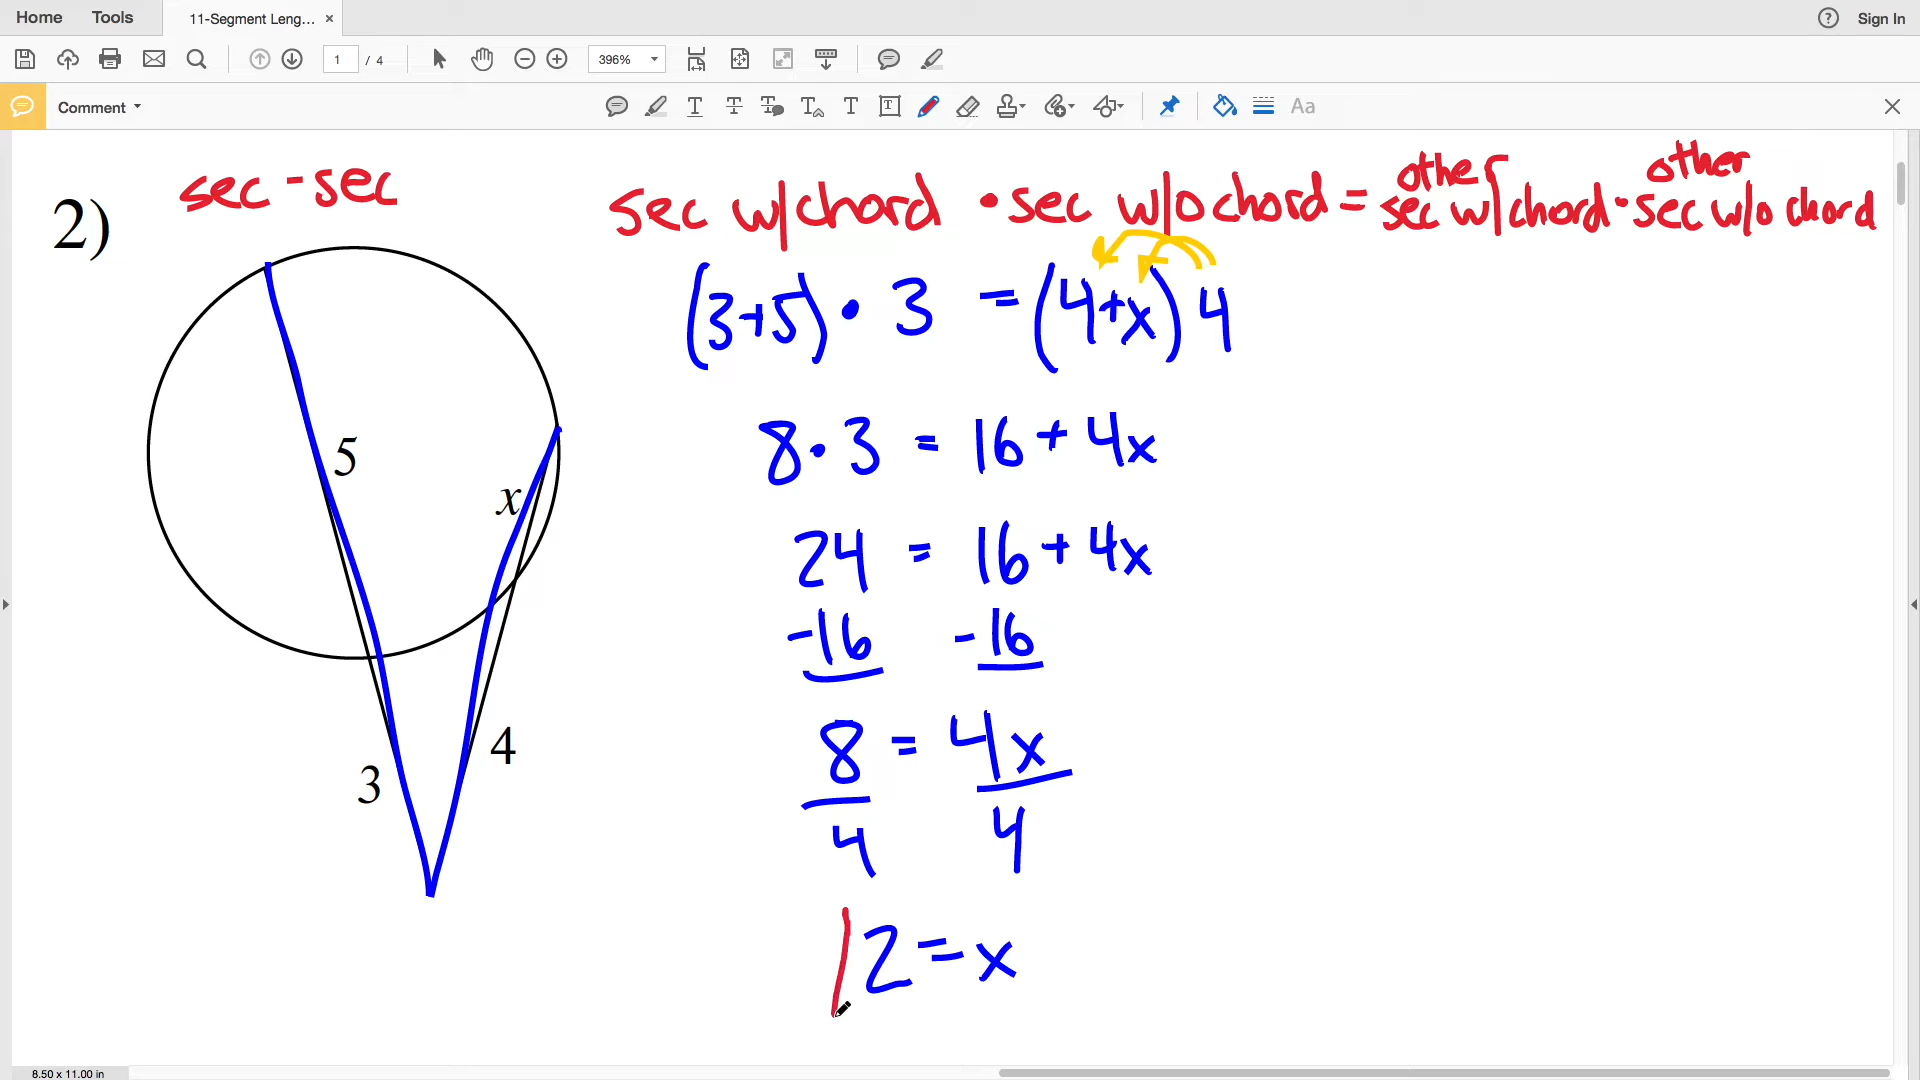 Home Tools 11-Segment Leng... × Sign In
1 / 4 396%
Comment Aa
2) sec-sec
other other
sec w/chord • sec w/o chord = sec w/chord • sec w/o chord
(3+5) • 3 = (4+x) 4
8 • 3 = 16 + 4x
5
x
24 = 16 + 4x
-16 -16
4
3
8 = 4x
4 4
2 = x
8.50 x 11.00 in